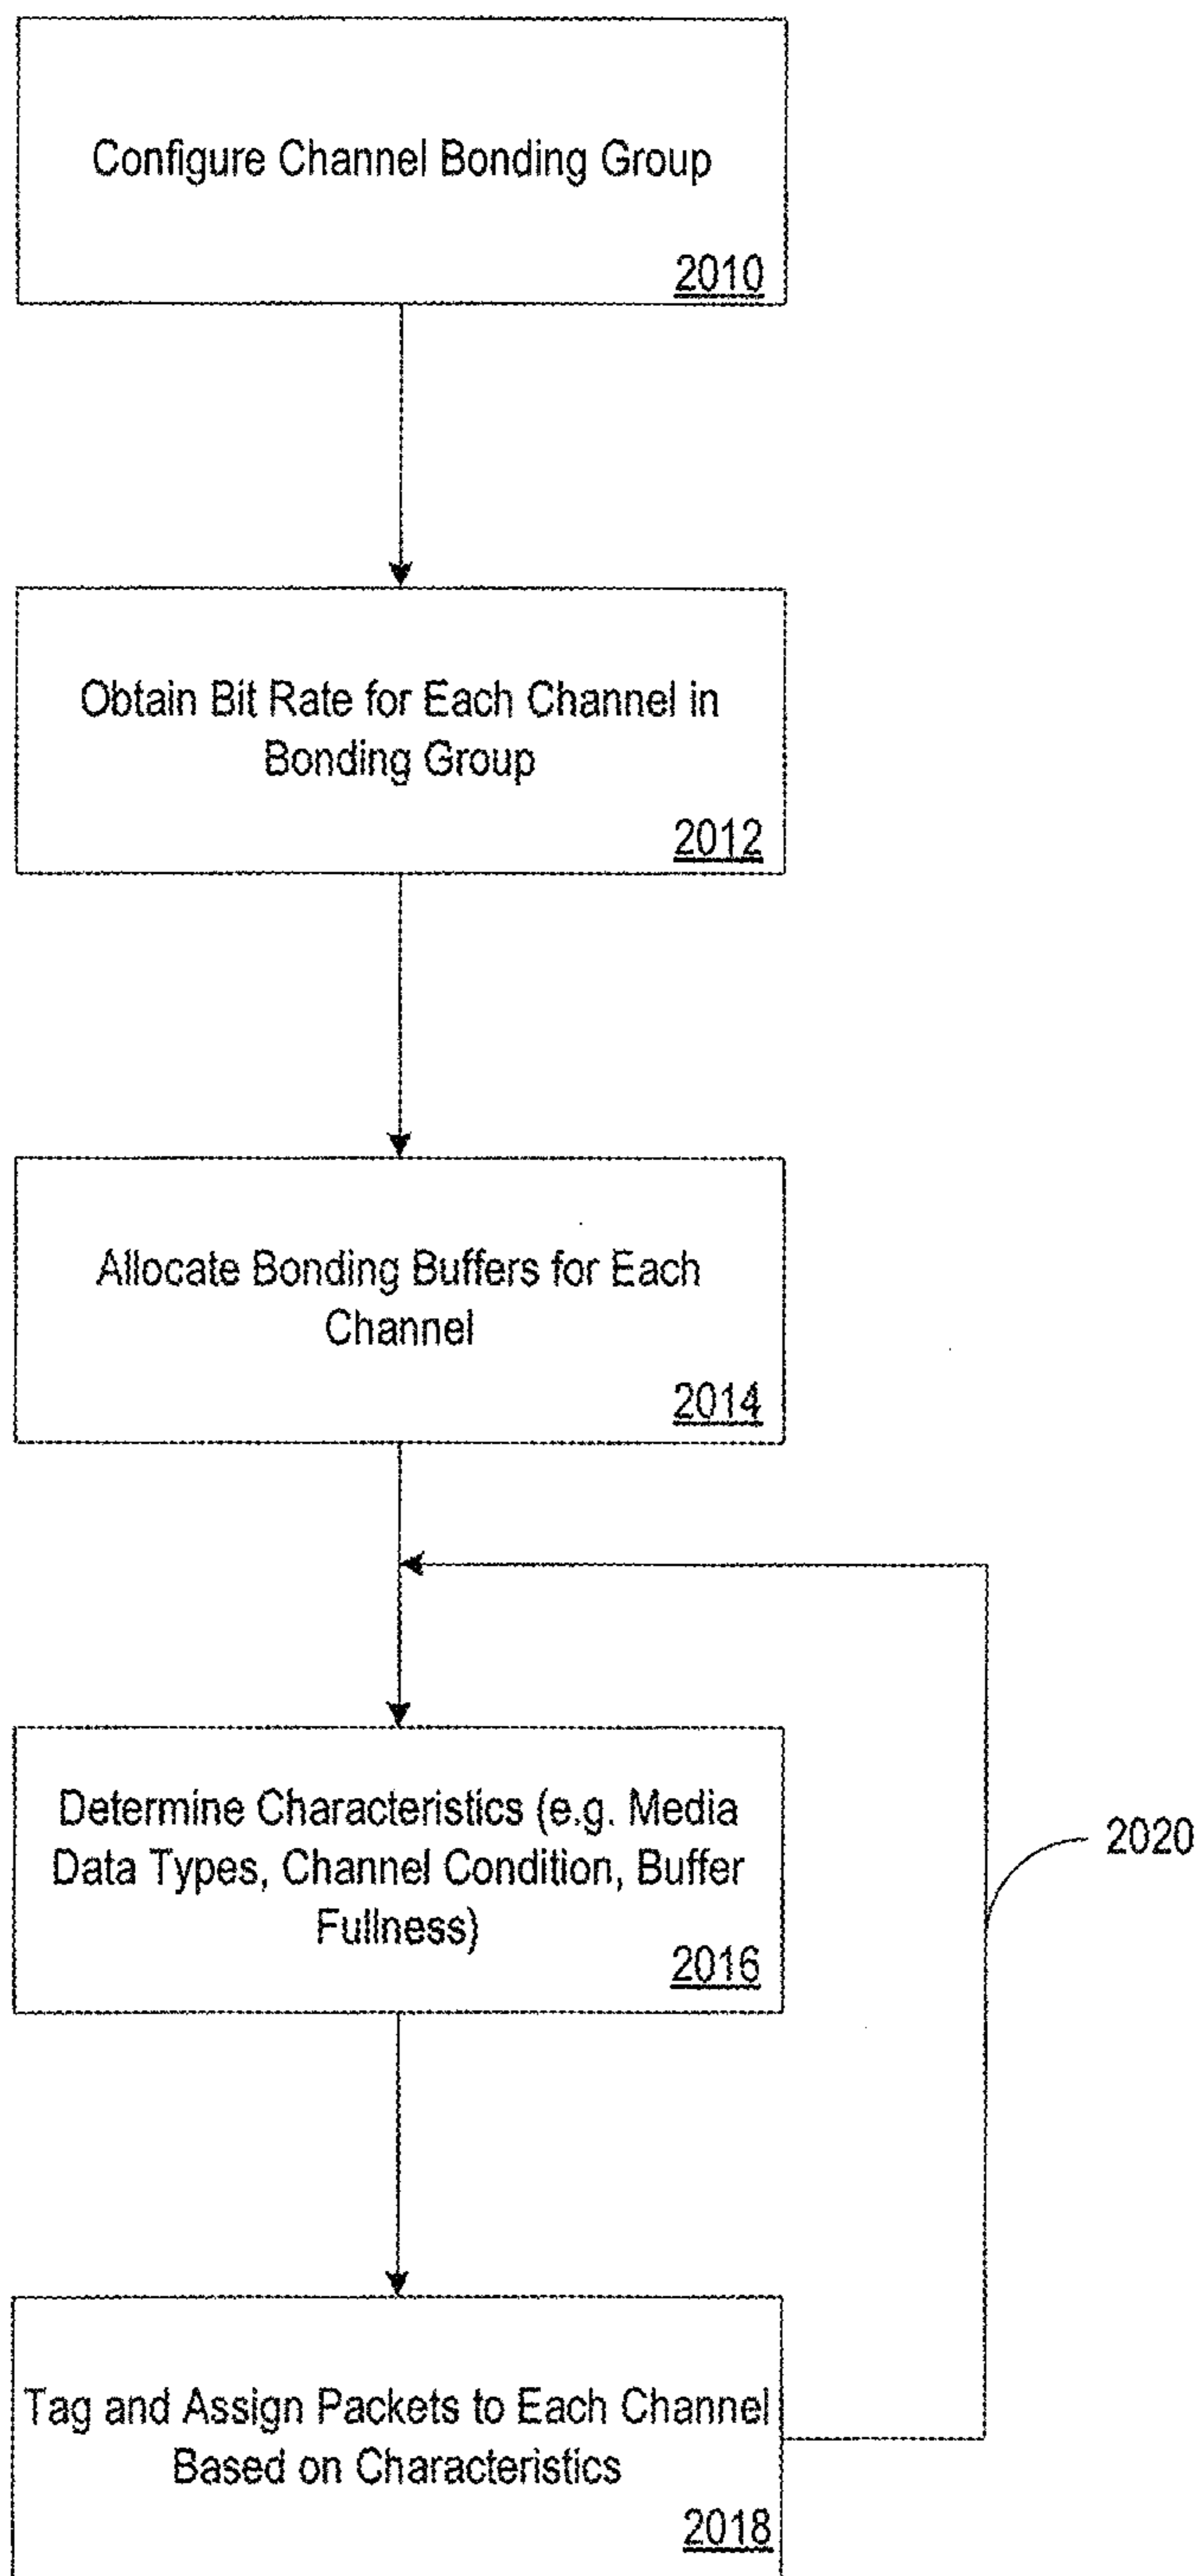 Configure Channel Bonding Group
2010
Obtain Bit Rate for Each Channel in
Bonding Group
2012
Allocate Bonding Buffers for Each
Channel
2014
Determine Characteristics (e.g. Media
Data Types, Channel Condition, Buffer
Fullness)
2016
2020
Tag and Assign Packets to Each Channel
Based on Characteristics
2018